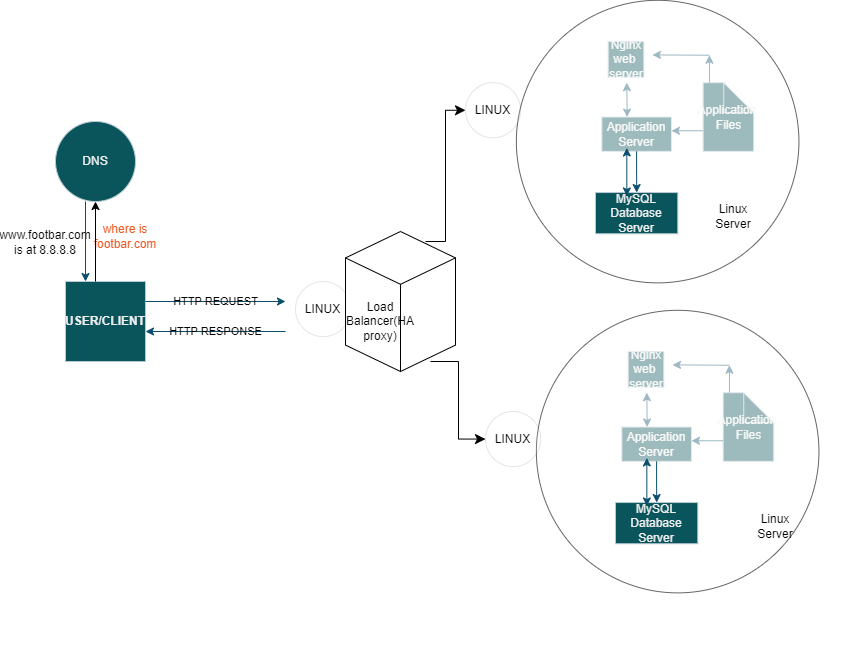 DNS
www.footbar.com
is at 8.8.8.8
where is
footbar.com
USER/CLIENT
HTTP REQUEST
HTTP RESPONSE
LINUX
Load
Balancer(HA
proxy)
LINUX
Nginx
web
server
Application
Files
Application
Server
MySQL
Database
Server
Linux
Server
LINUX
Nginx
web
server
Application
Files
Application
Server
MySQL
Database
Server
Linux
Server